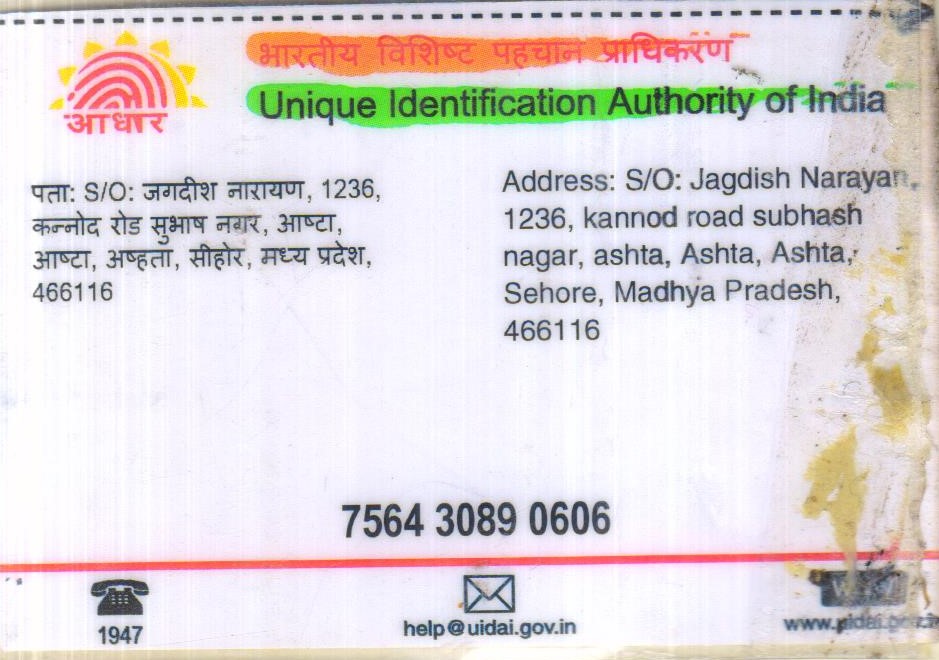 भारतीय विशिष्ट पहचान प्राधिकरण
Unique Identification Authority of India
आधार
पता: S/O: जगदीश नारायण, 1236,
कन्नोद रोड सुभाष नगर, आष्टा,
आष्टा, अष्हता, सीहोर, मध्य प्रदेश,
466116
Address: S/O: Jagdish Narayan,
1236, kannod road subhash
nagar, ashta, Ashta, Ashta,
Sehore, Madhya Pradesh,
466116
7564 3089 0606
1947
help@uidai.gov.in